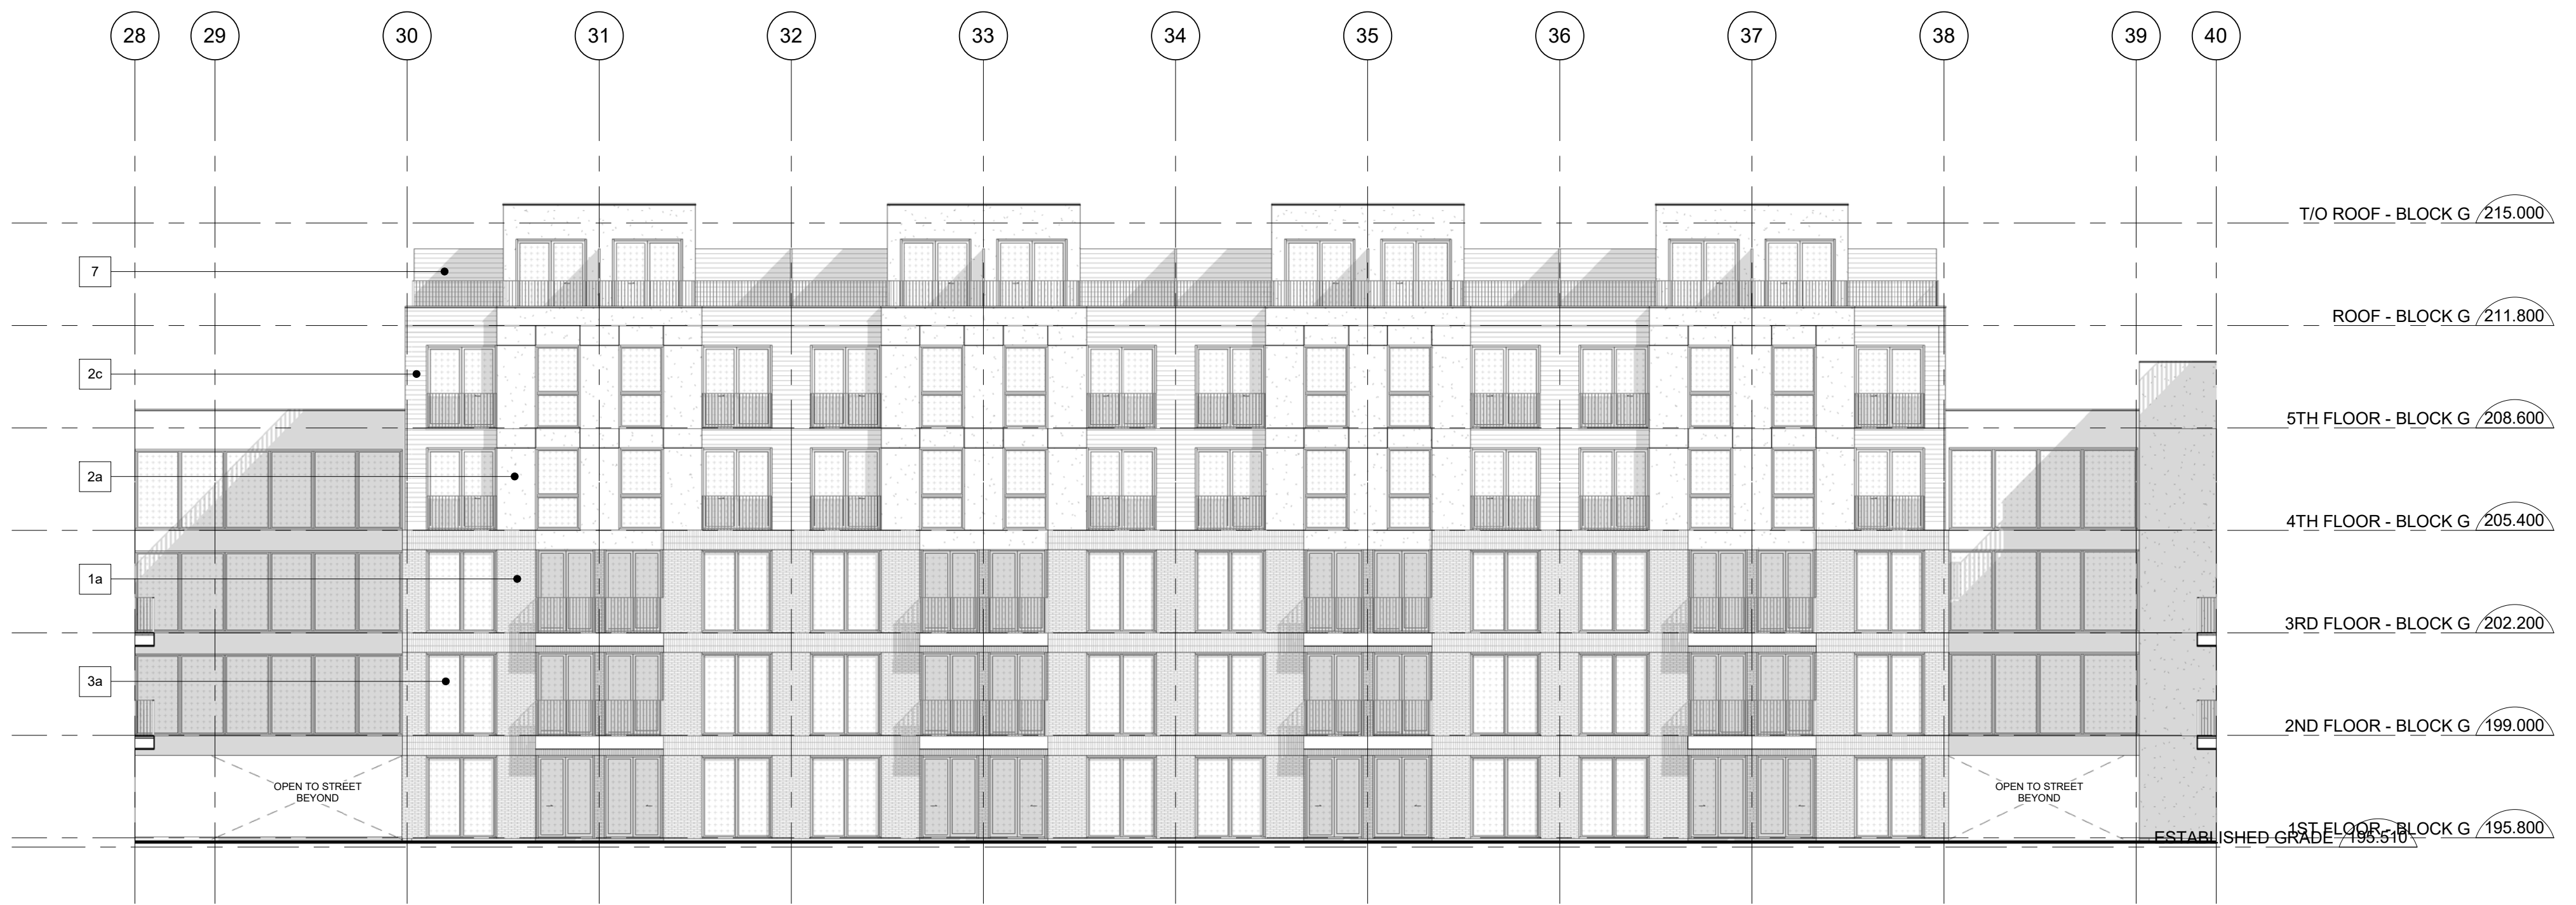 28 29 30 31 32 33 34 35 36 37 38 39 40
T/O ROOF - BLOCK G 215.000
7
ROOF - BLOCK G 211.800
2c
5TH FLOOR - BLOCK G 208.600
2a
4TH FLOOR - BLOCK G 205.400
1a
3RD FLOOR - BLOCK G 202.200
3a
2ND FLOOR - BLOCK G 199.000
OPEN TO STREET
BEYOND
OPEN TO STREET
BEYOND
1ST FLOOR - BLOCK G 195.800
ESTABLISHED GRADE 195.510